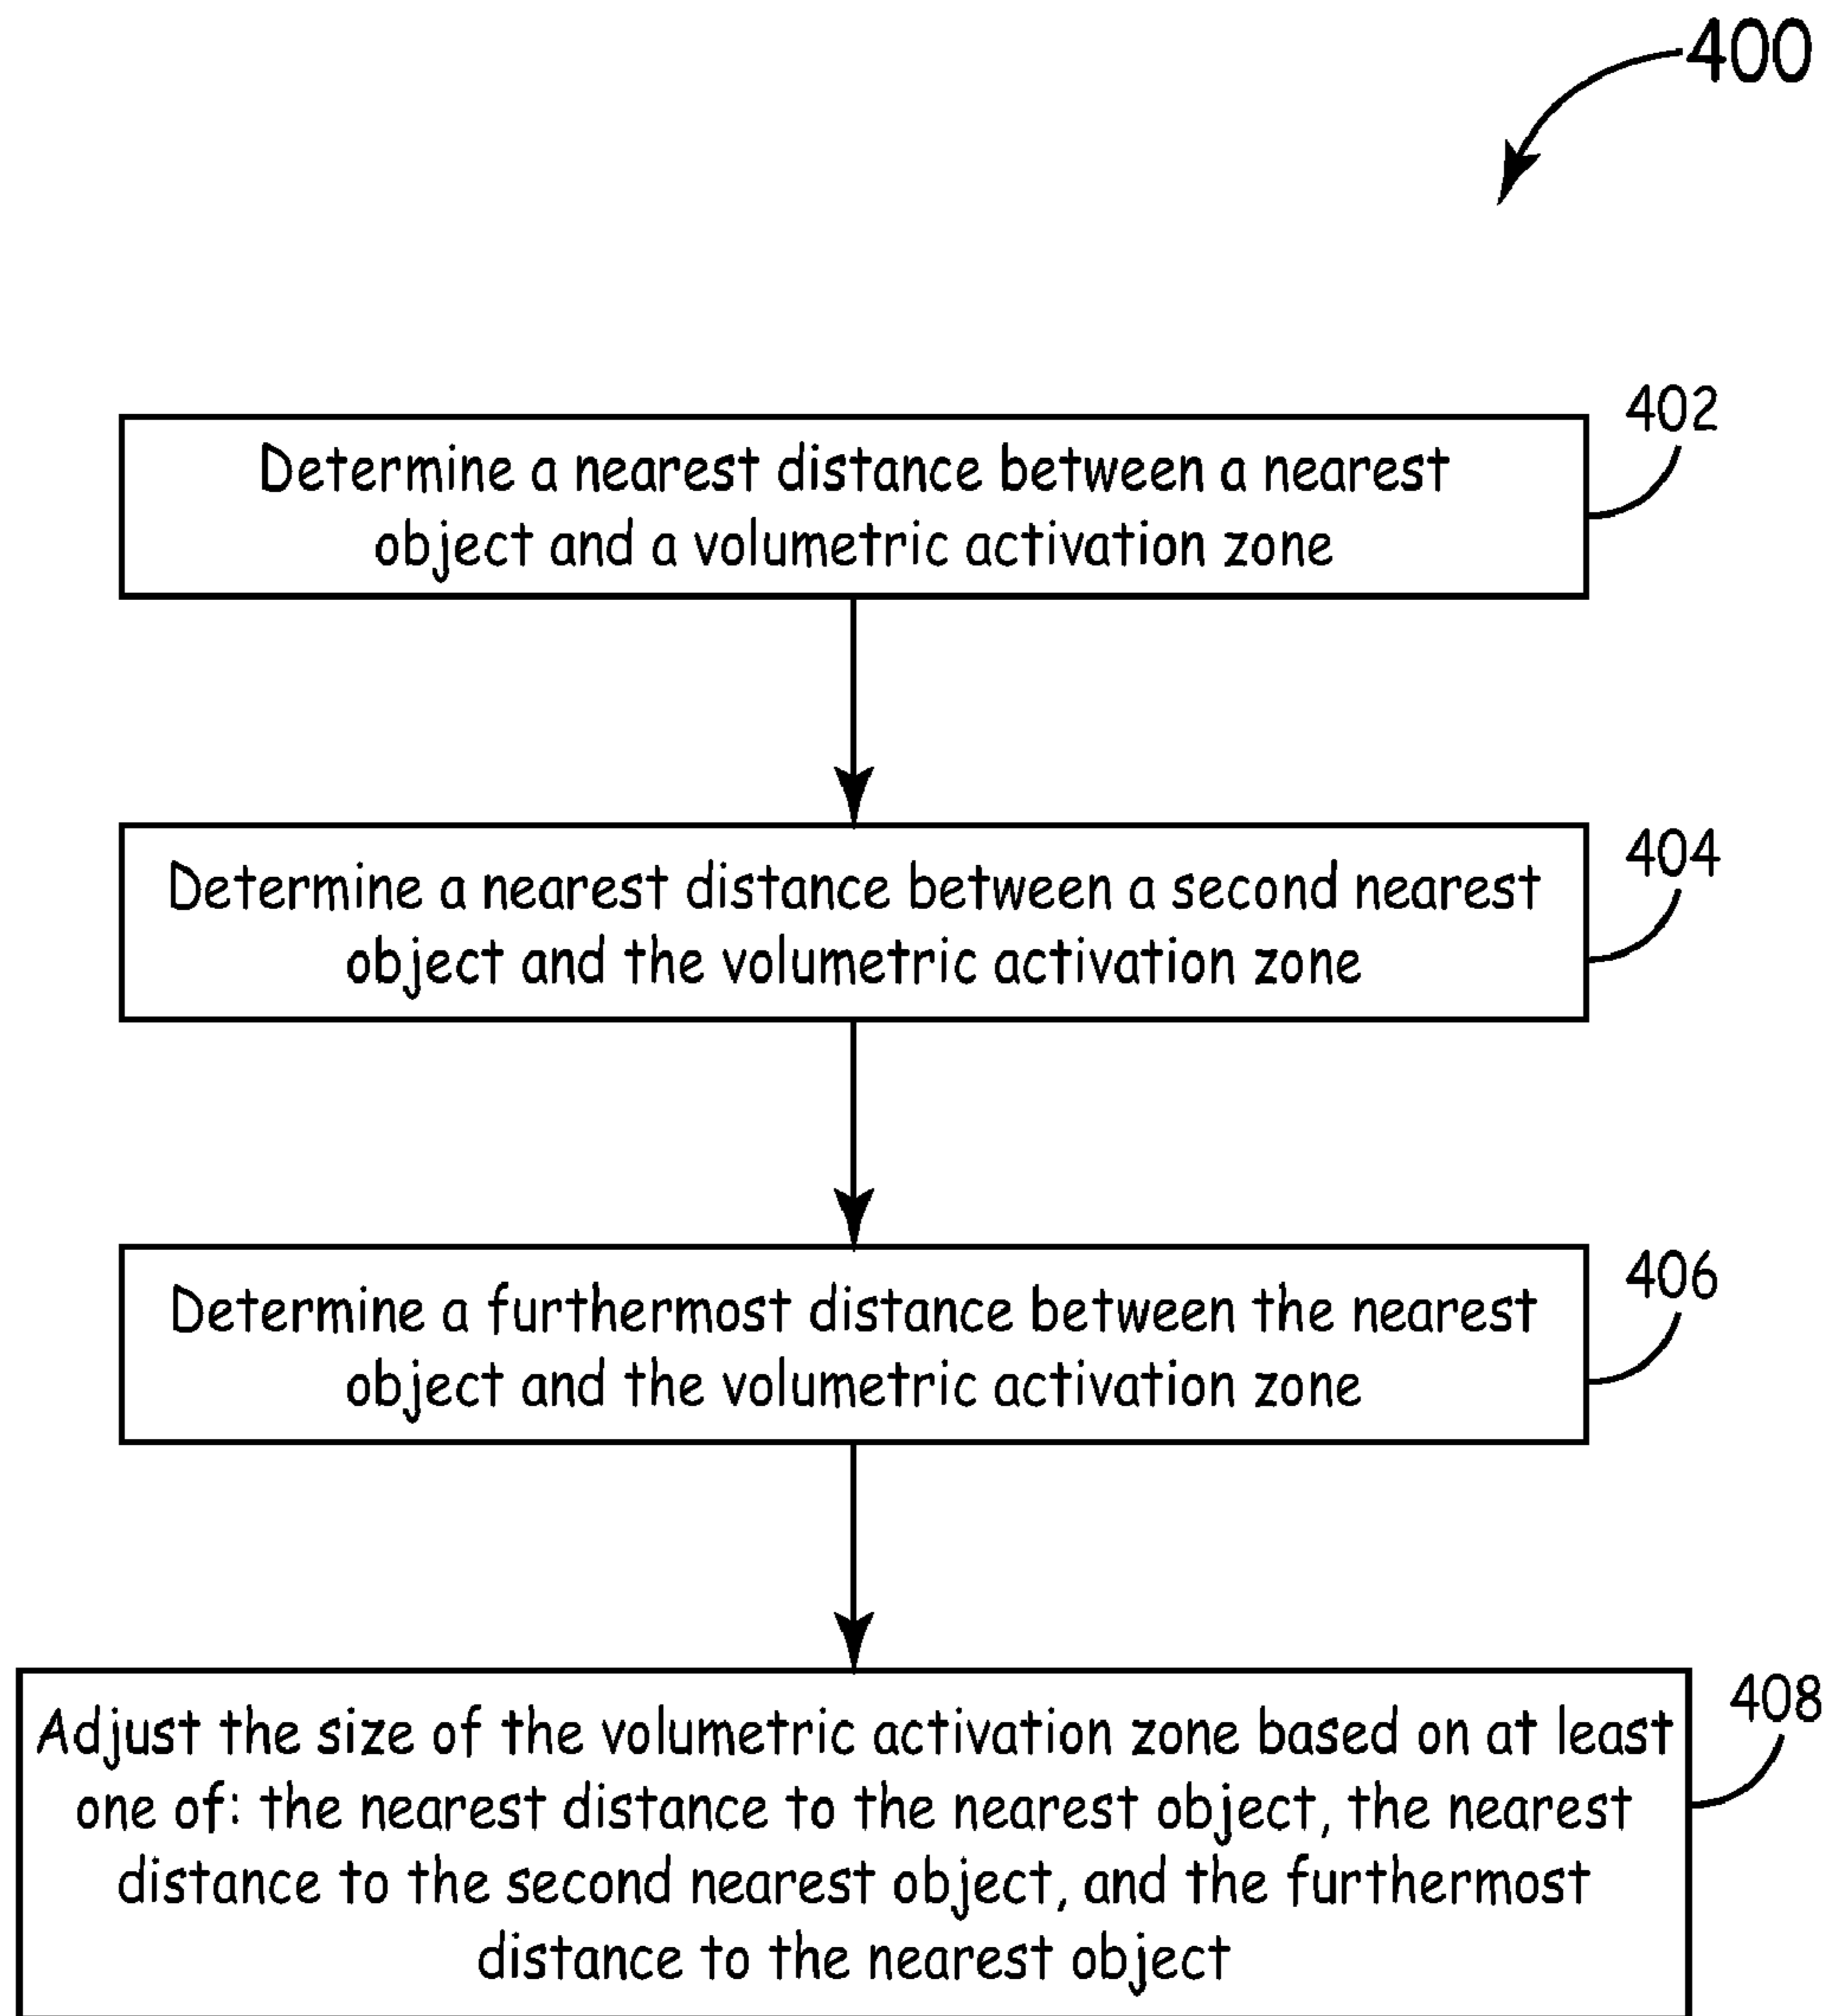 400
402
Determine a nearest distance between a nearest
object and a volumetric activation zone
404
Determine a nearest distance between a second nearest
object and the volumetric activation zone
406
Determine a furthermost distance between the nearest
object and the volumetric activation zone
408
Adjust the size of the volumetric activation zone based on at least
one of: the nearest distance to the nearest object, the nearest
distance to the second nearest object, and the furthermost
distance to the nearest object